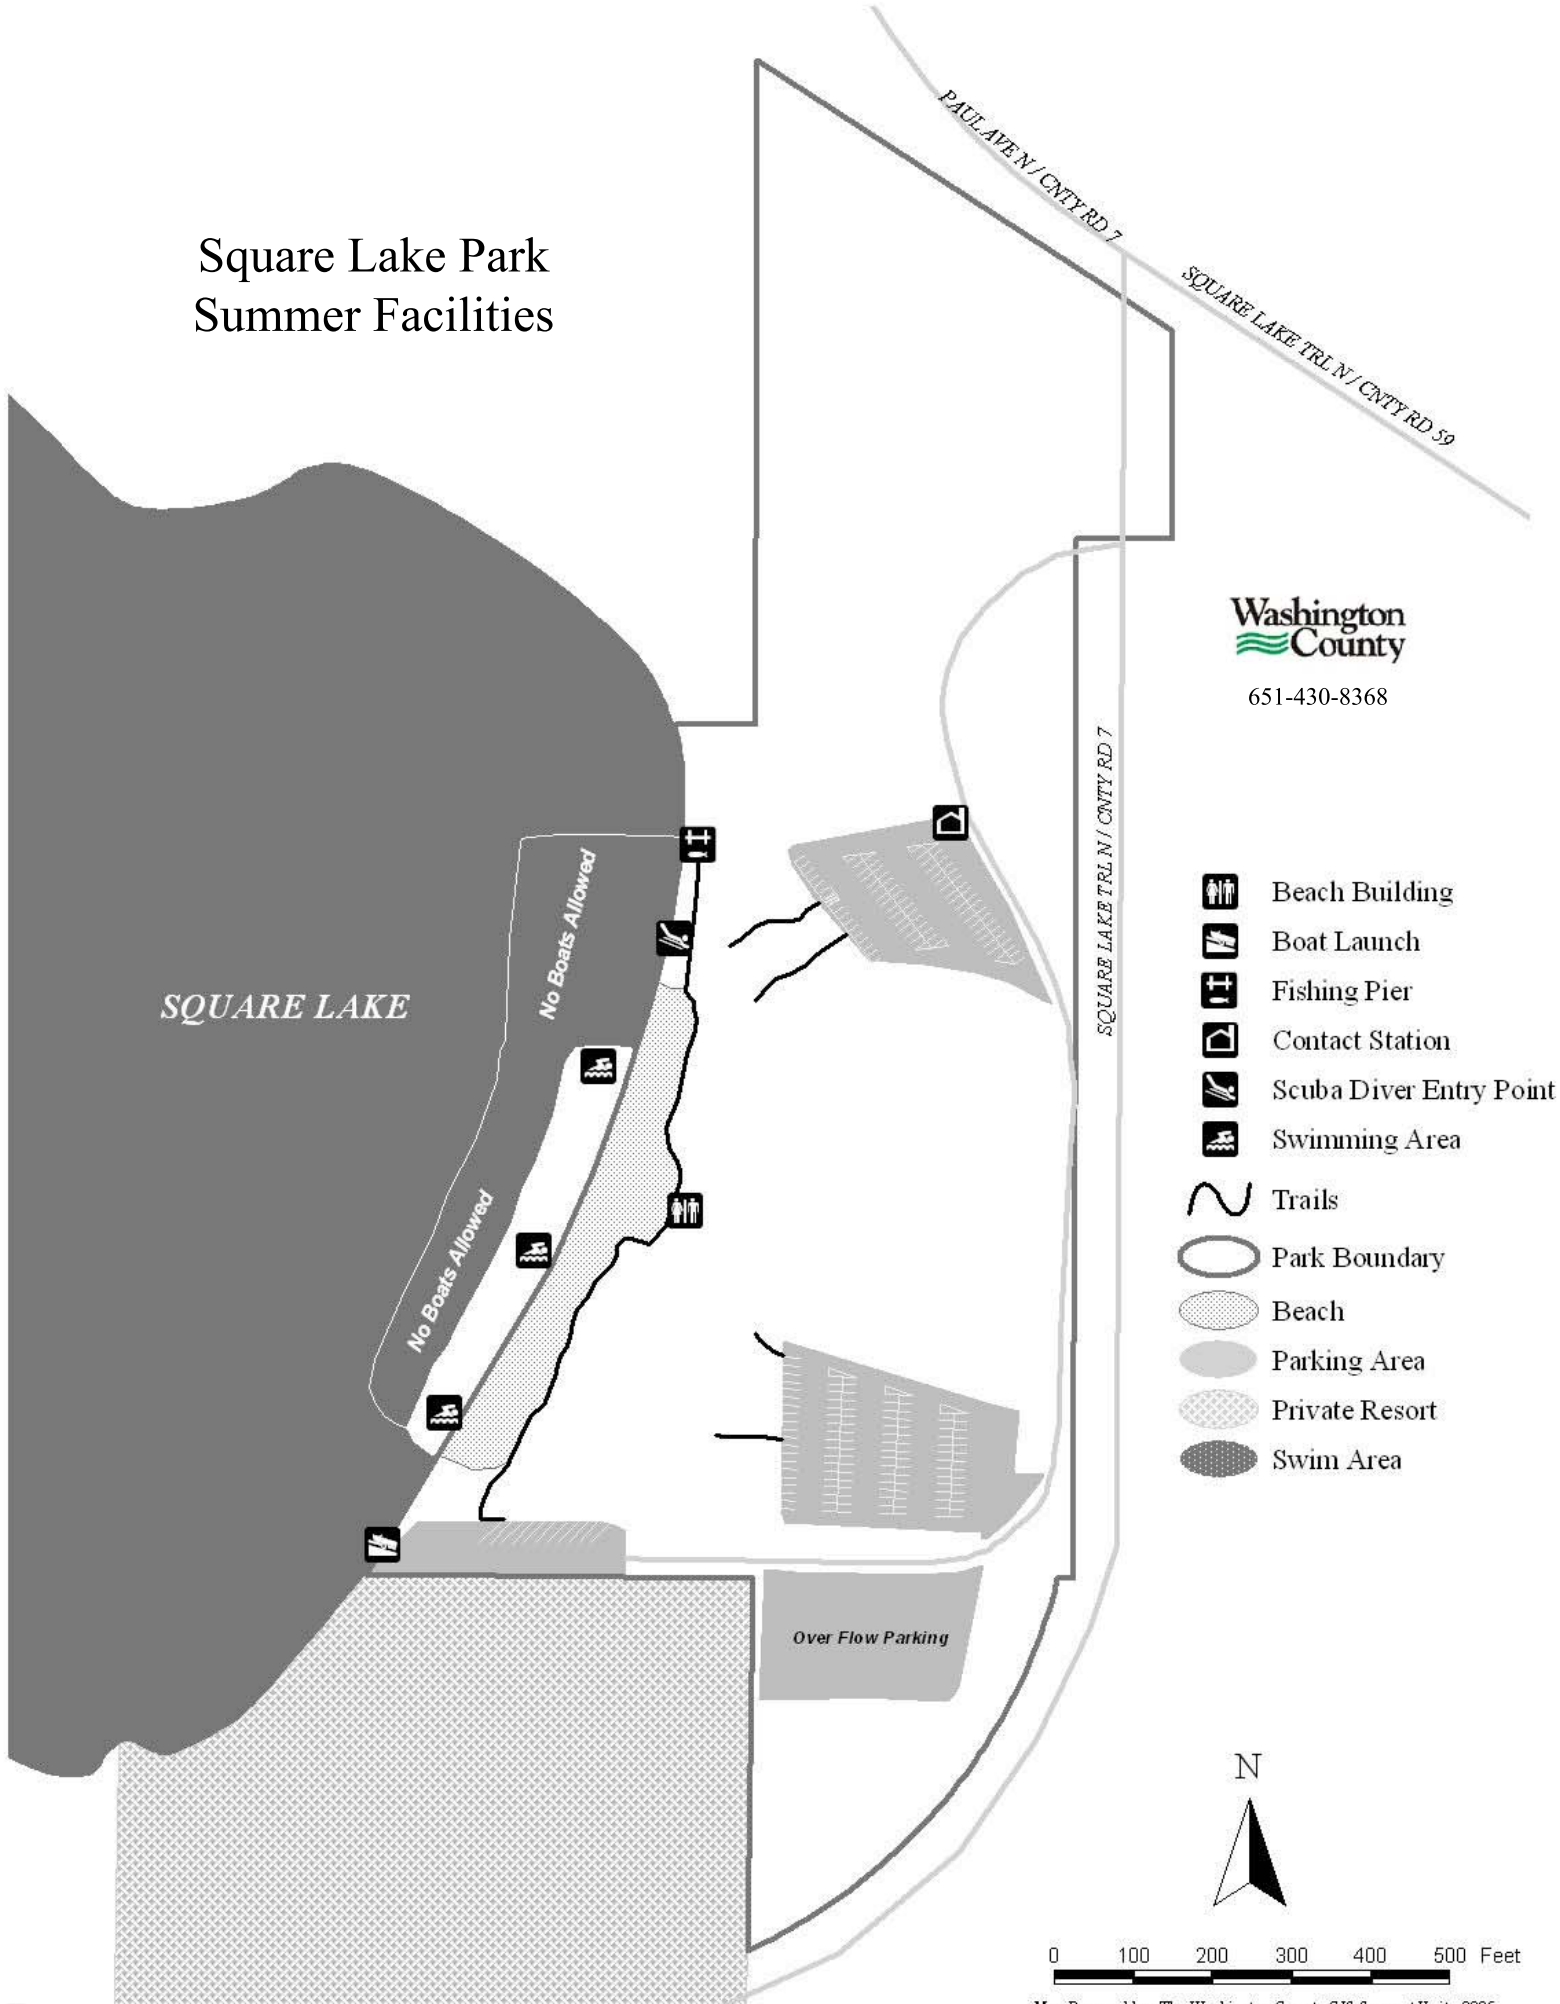 PAUL AVE N / CNTY RD 7
Square Lake Park
Summer Facilities
SQUARE LAKE TRL N / CNTY RD 59
Washington
County
651-430-8368
SQUARE LAKE TRL N / CNTY RD 7
No Boats Allowed
SQUARE LAKE
No Boats Allowed
Beach Building
Boat Launch
Fishing Pier
Contact Station
Scuba Diver Entry Point
Swimming Area
Trails
Park Boundary
Beach
Parking Area
Private Resort
Swim Area
Over Flow Parking
N
0 100 200 300 400 500 Feet